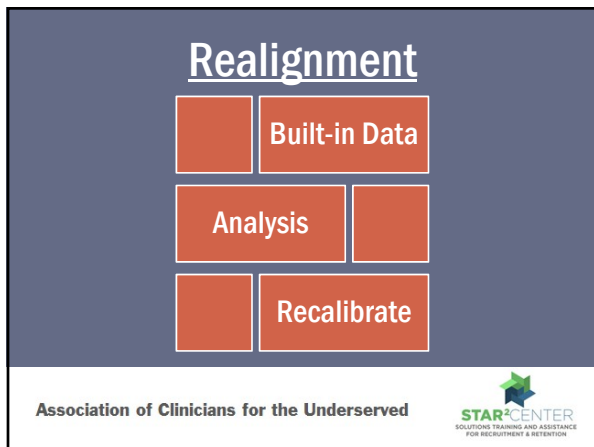 Realignment
Built-in Data
Analysis
Recalibrate
Association of Clinicians for the Underserved
STAR²CENTER
SOLUTIONS TRAINING AND ASSISTANCE
FOR RECRUITMENT & RETENTION